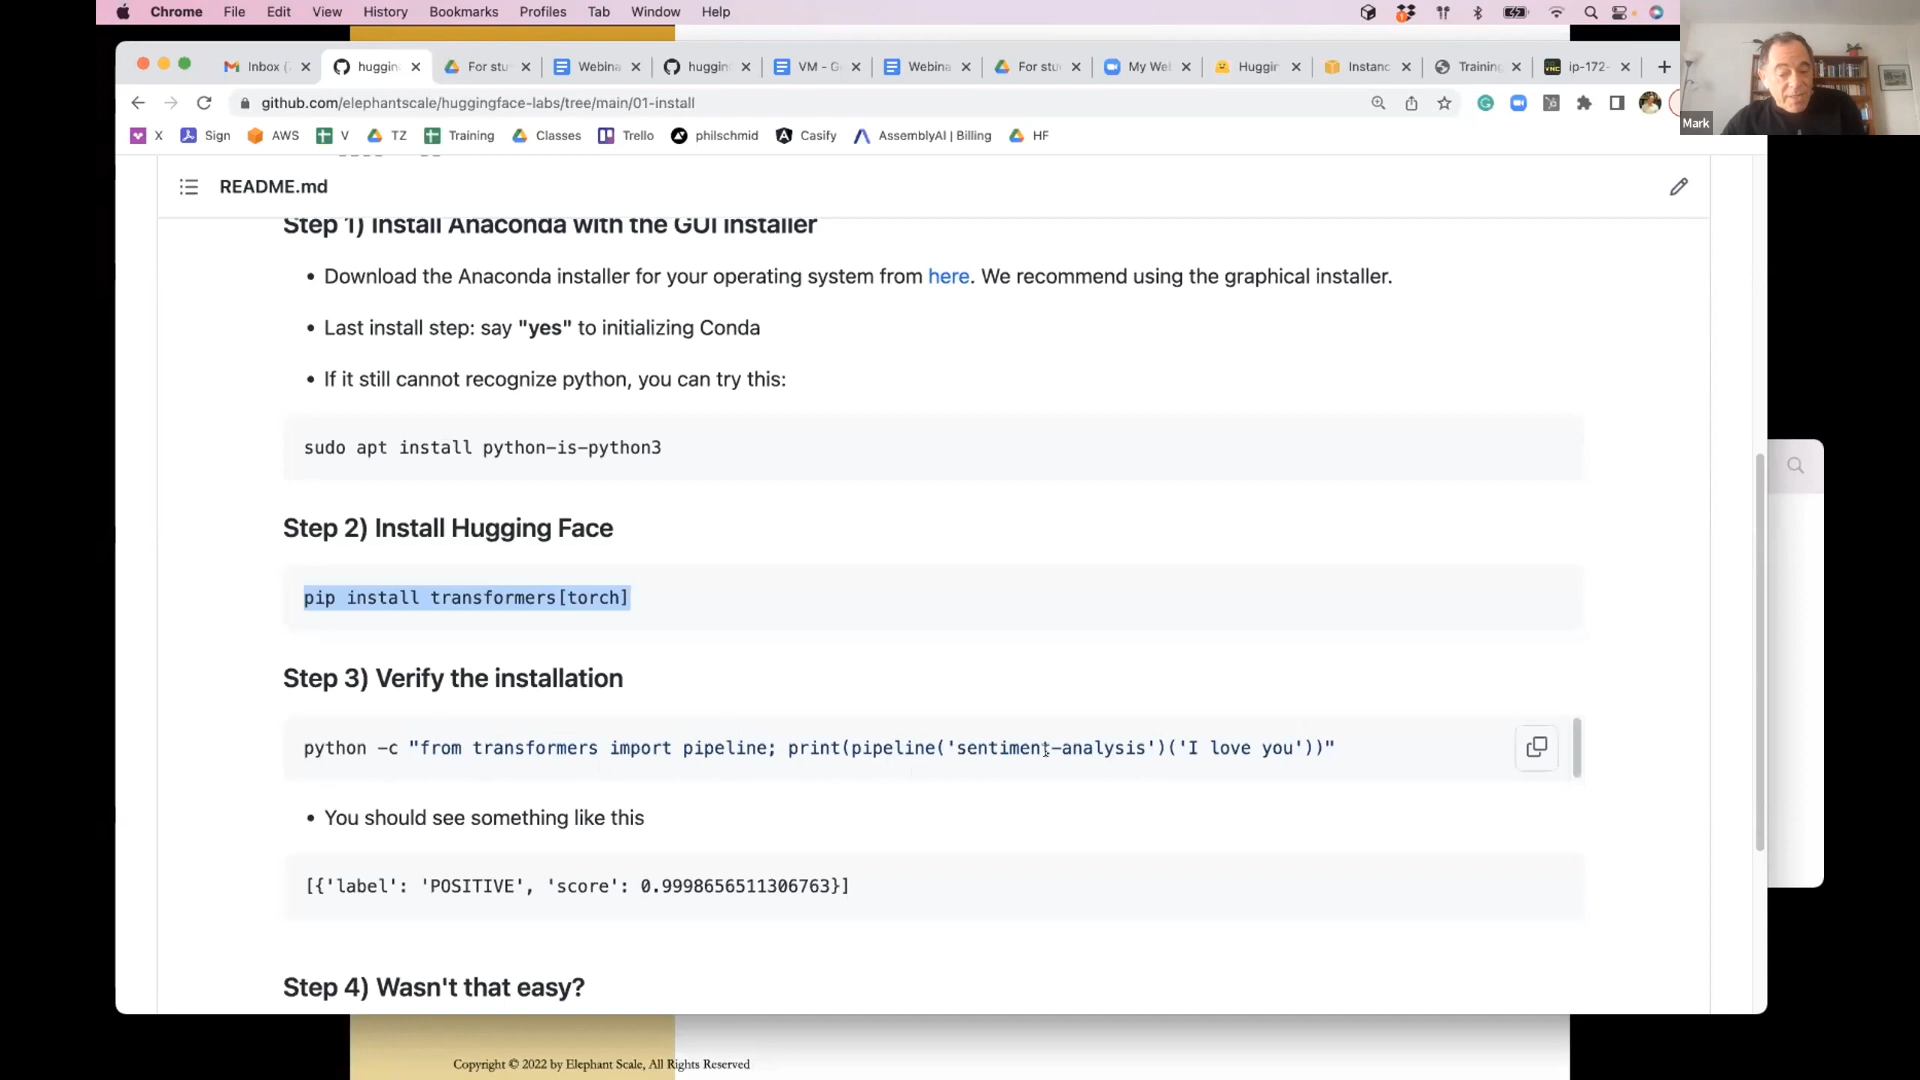 Chrome File Edit View History Bookmarks Profiles Tab Window Help
Inbox ( huggin For stu Webina huggin VM - G Webina For stu My Web Huggin Instanc Training ip-172-
github.com/elephantscale/huggingface-labs/tree/main/01-install
X Sign AWS V TZ Training Classes Trello philschmid Casify AssemblyAI | Billing HF
Mark
README.md
Step 1) Install Anaconda with the GUI installer
• Download the Anaconda installer for your operating system from here. We recommend using the graphical installer.
• Last install step: say "yes" to initializing Conda
• If it still cannot recognize python, you can try this:
sudo apt install python-is-python3
Step 2) Install Hugging Face
pip install transformers[torch]
Step 3) Verify the installation
python -c "from transformers import pipeline; print(pipeline('sentiment-analysis')('I love you'))"
• You should see something like this
[{'label': 'POSITIVE', 'score': 0.9998656511306763}]
Step 4) Wasn't that easy?
Copyright © 2022 by Elephant Scale, All Rights Reserved